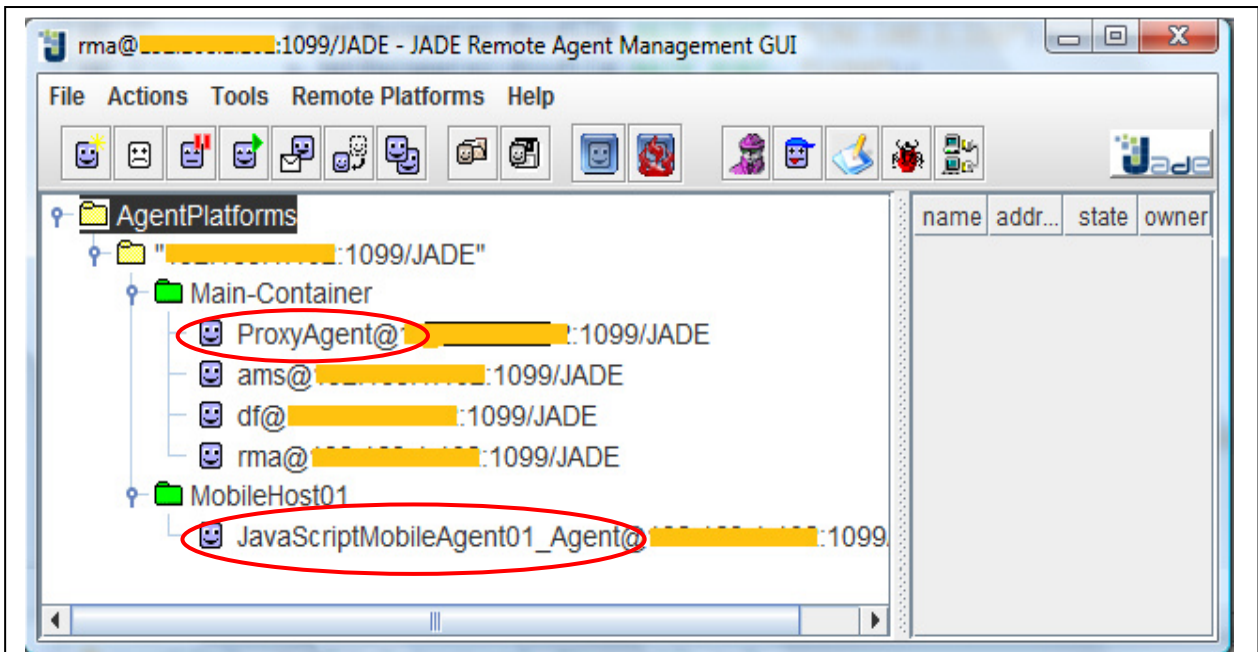 rma@:1099/JADE - JADE Remote Agent Management GUI
File Actions Tools Remote Platforms Help
Jade
AgentPlatforms
name addr... state owner
":1099/JADE"
Main-Container
ProxyAgent@:1099/JADE
ams@:1099/JADE
df@:1099/JADE
rma@:1099/JADE
MobileHost01
JavaScriptMobileAgent01_Agent@:1099